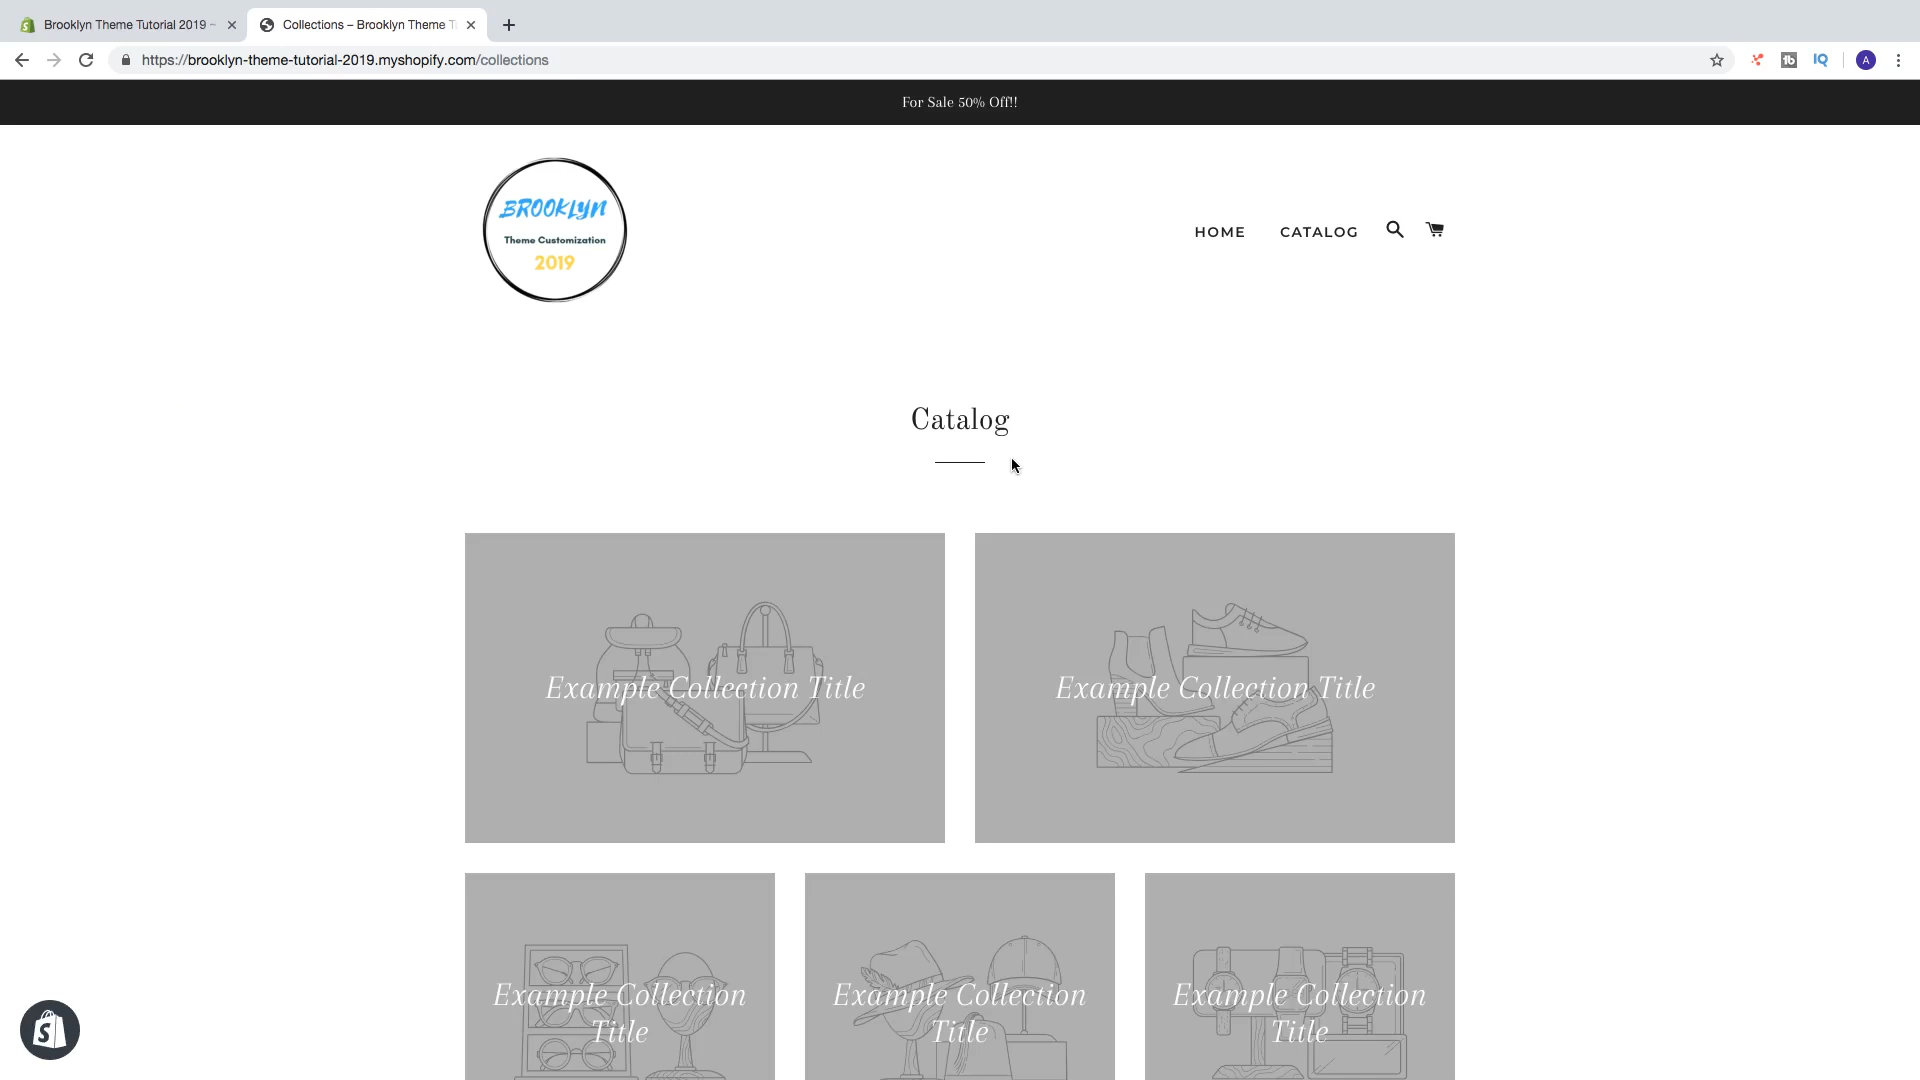 Brooklyn Theme Tutorial 2019 –
Collections – Brooklyn Theme T
https://brooklyn-theme-tutorial-2019.myshopify.com/collections
IQ
A
For Sale 50% Off!!
BROOKLYN
Theme Customization
2019
HOME
CATALOG
Catalog
Example Collection Title
Example Collection Title
Example Collection
Title
Example Collection
Title
Example Collection
Title